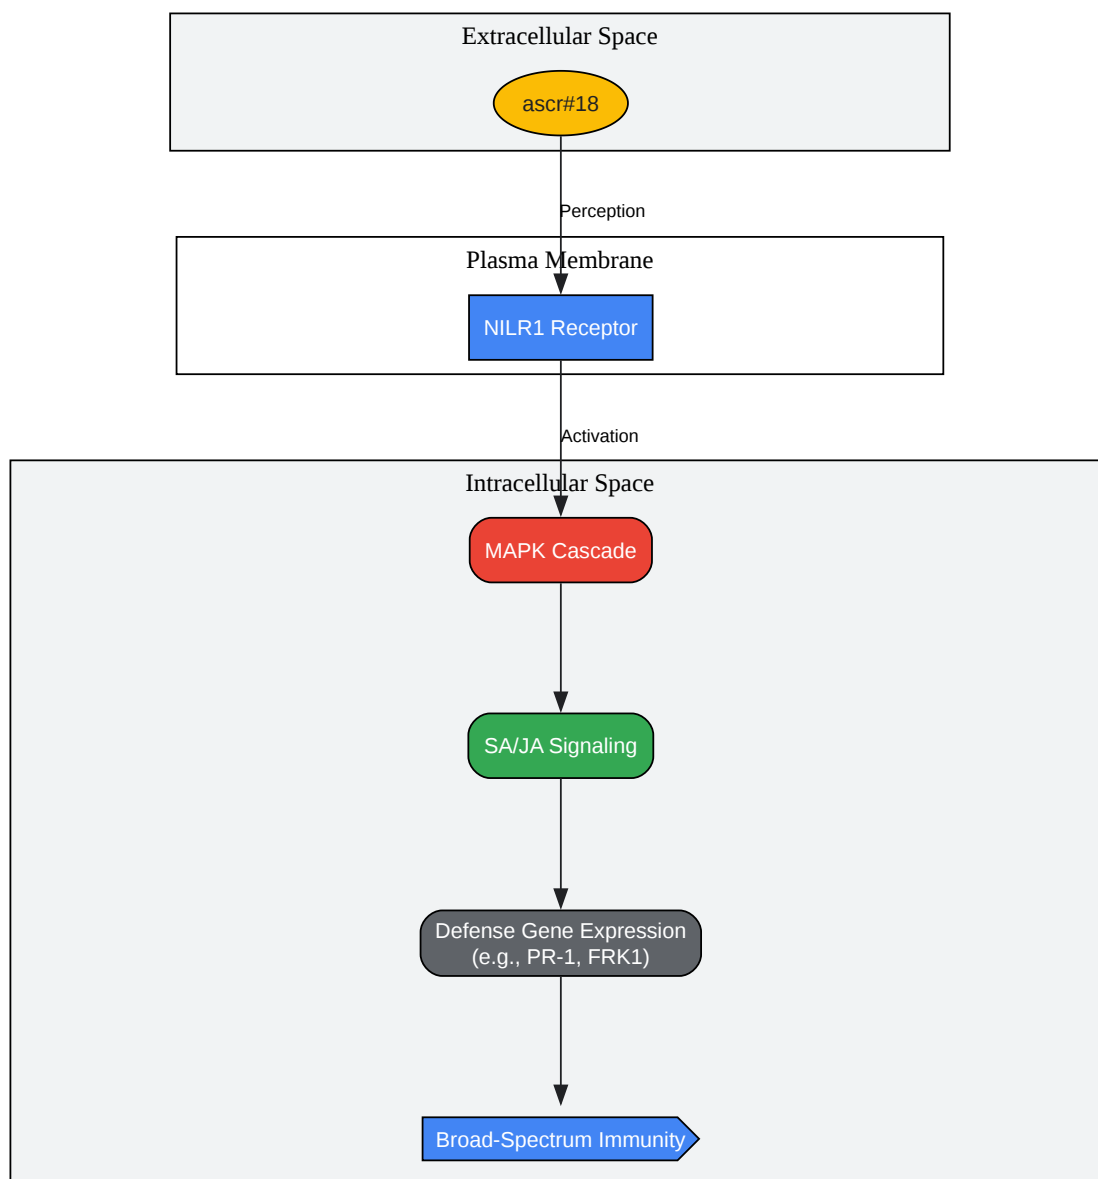 Extracellular Space
ascr#18
Perception
Plasma Membrane
NILR1 Receptor
Activation
Intracellular Space
MAPK Cascade
SA/JA Signaling
Defense Gene Expression
(e.g., PR-1, FRK1)
Broad-Spectrum Immunity